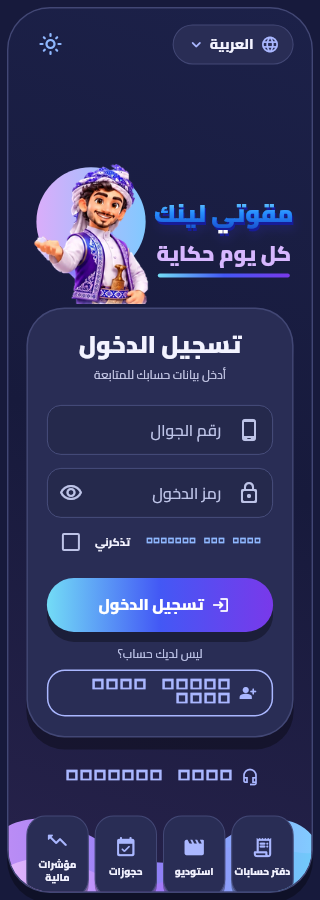 العربية
مقوتي لينك
كل يوم حكاية
تسجيل الدخول
أدخل بيانات حسابك للمتابعة
رقم الجوال
رمز الدخول
تذكرني
تسجيل الدخول
ليس لديك حساب؟
دفتر حسابات
استوديو
حجوزات
مؤشرات
مالية